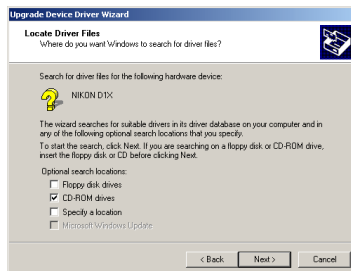 Upgrade Device Driver Wizard
Locate Driver Files
Where do you want Windows to search for driver files?
Search for driver files for the following hardware device:
NIKON D1X
The wizard searches for suitable drivers in its driver database on your computer and in
any of the following optional search locations that you specify.
To start the search, click Next. If you are searching on a floppy disk or CD-ROM drive,
insert the floppy disk or CD before clicking Next.
Optional search locations:
Floppy disk drives
CD-ROM drives
Specify a location
Microsoft Windows Update
< Back Next > Cancel